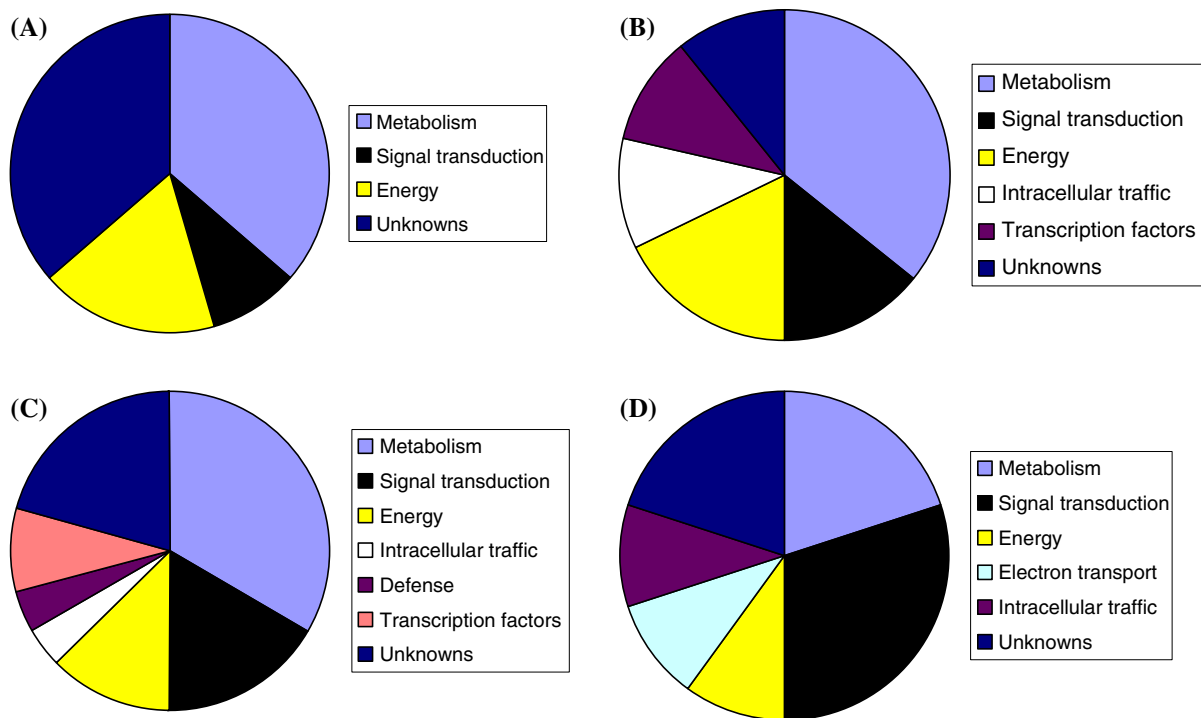 (A)
Metabolism
Signal transduction
Energy
Unknowns
(B)
Metabolism
Signal transduction
Energy
Intracellular traffic
Transcription factors
Unknowns
(C)
Metabolism
Signal transduction
Energy
Intracellular traffic
Defense
Transcription factors
Unknowns
(D)
Metabolism
Signal transduction
Energy
Electron transport
Intracellular traffic
Unknowns